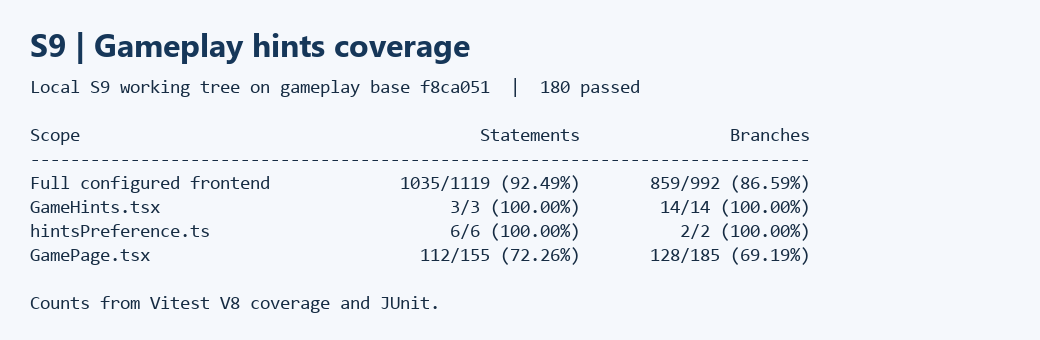 S9 | Gameplay hints coverage
Local S9 working tree on gameplay base f8ca051 | 180 passed
Scope Statements Branches
------------------------------------------------------------------------------
Full configured frontend 1035/1119 (92.49%) 859/992 (86.59%)
GameHints.tsx 3/3 (100.00%) 14/14 (100.00%)
hintsPreference.ts 6/6 (100.00%) 2/2 (100.00%)
GamePage.tsx 112/155 (72.26%) 128/185 (69.19%)
Counts from Vitest V8 coverage and JUnit.